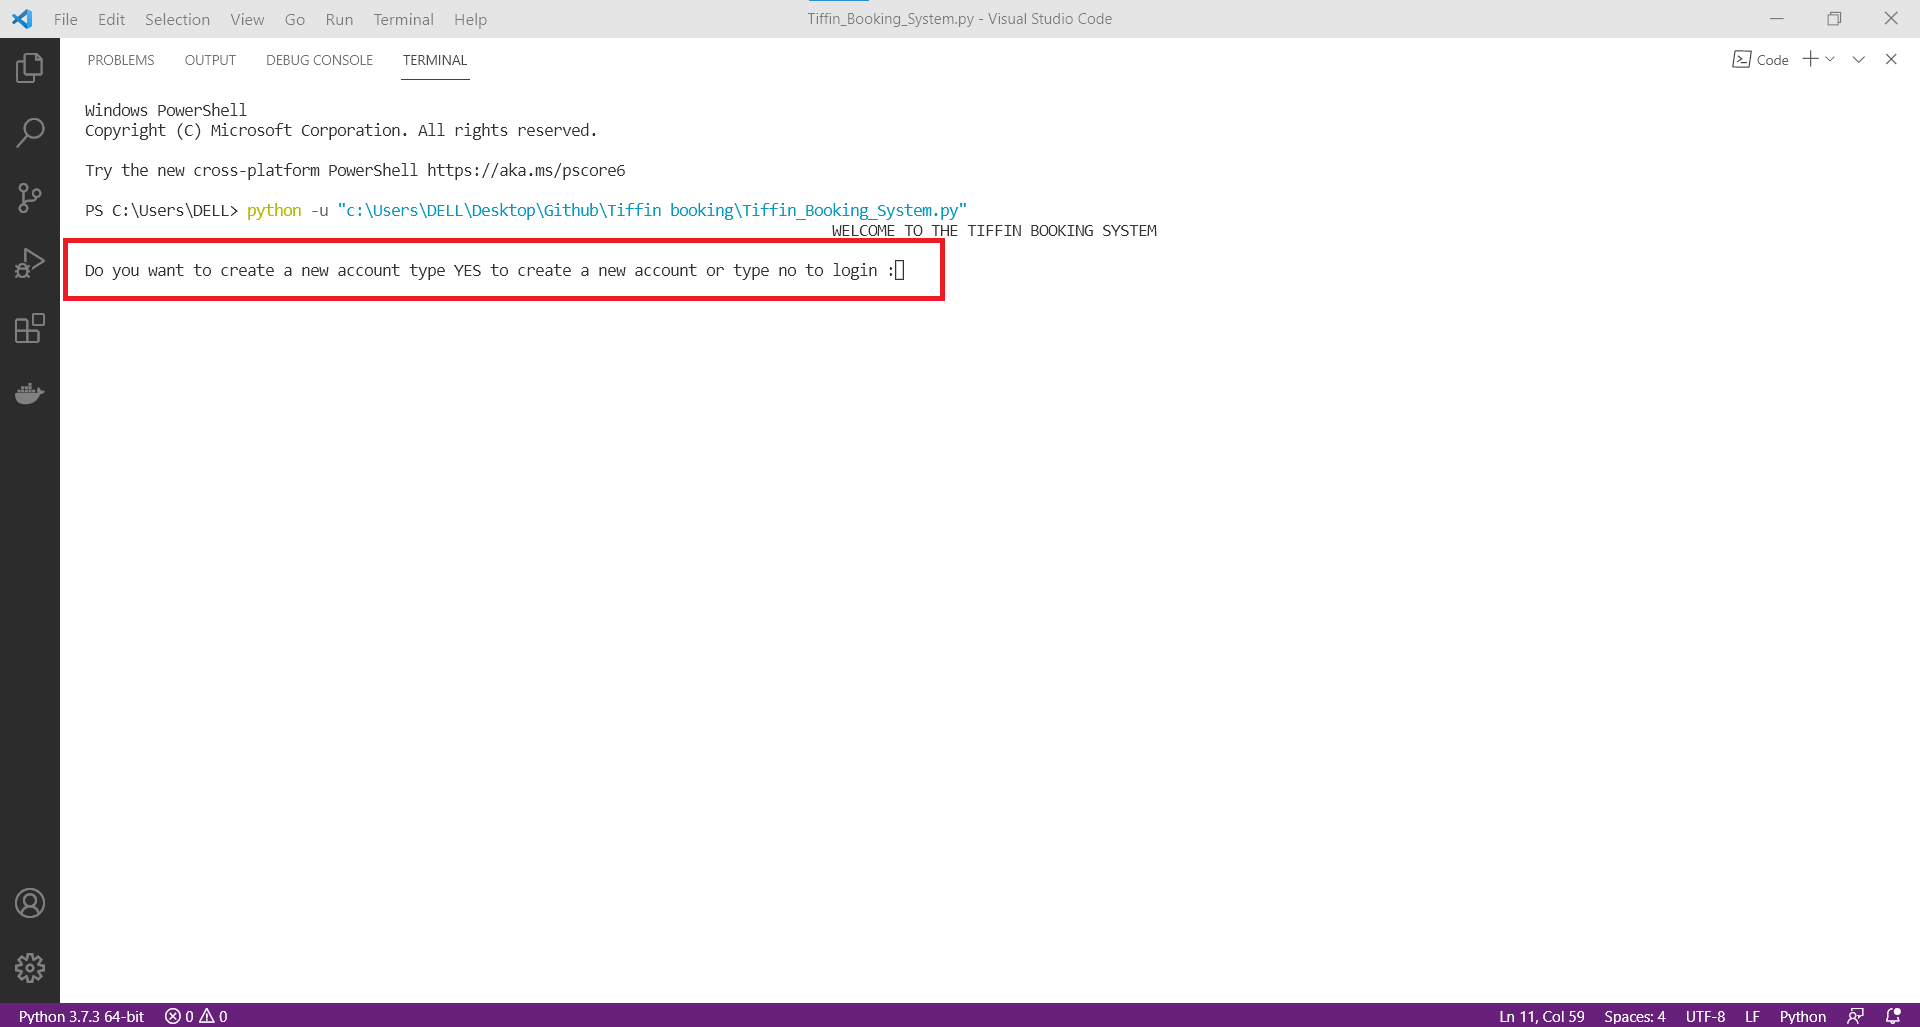 File Edit Selection View Go Run Terminal Help
Tiffin_Booking_System.py - Visual Studio Code
PROBLEMS OUTPUT DEBUG CONSOLE TERMINAL
Code
Windows PowerShell
Copyright (C) Microsoft Corporation. All rights reserved.
Try the new cross-platform PowerShell https://aka.ms/pscore6
PS C:\Users\DELL> python -u "c:\Users\DELL\Desktop\Github\Tiffin booking\Tiffin_Booking_System.py"
WELCOME TO THE TIFFIN BOOKING SYSTEM
Do you want to create a new account type YES to create a new account or type no to login :
Python 3.7.3 64-bit 0 0 Ln 11, Col 59 Spaces: 4 UTF-8 LF Python